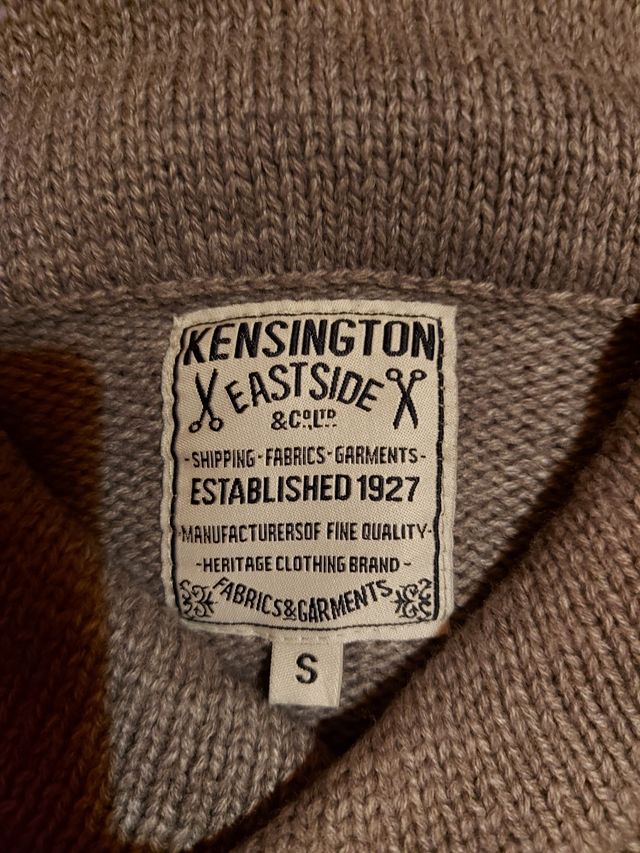 KENSINGTON
EASTSIDE
& CO LTD
-SHIPPING-FABRICS-GARMENTS-
ESTABLISHED 1927
-MANUFACTURERSOF FINE QUALITY-
-HERITAGE CLOTHING BRAND-
FABRICS&GARMENTS
S